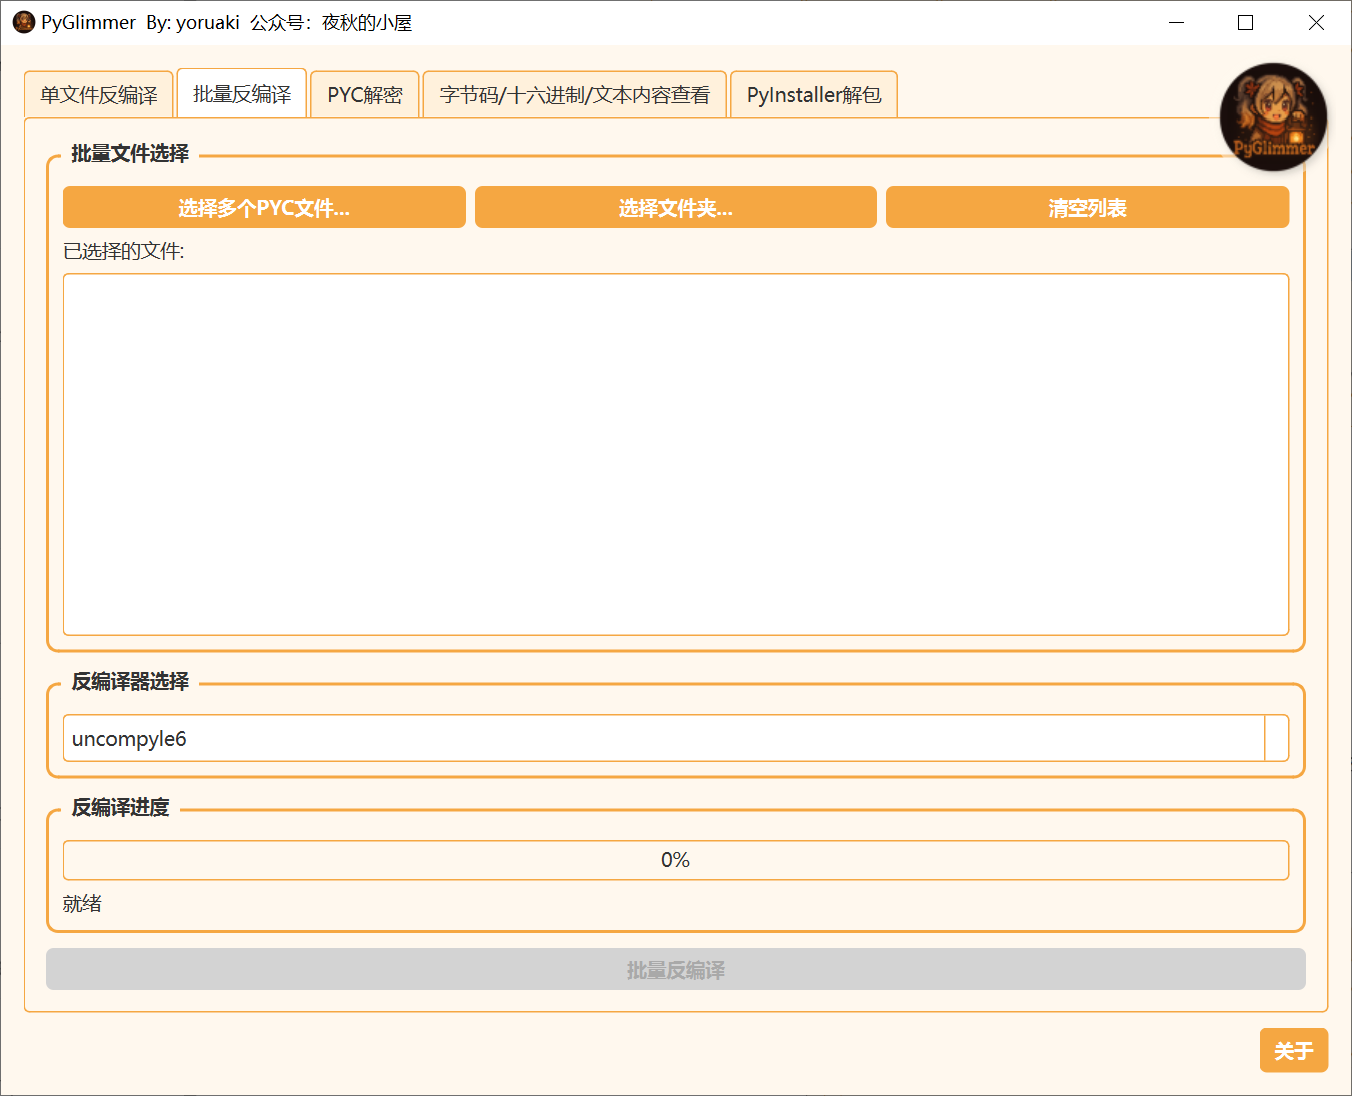 PyGlimmer By: yoruaki 公众号：夜秋的小屋
单文件反编译 批量反编译 PYC解密 字节码/十六进制/文本内容查看 PyInstaller解包
PyGlimmer
批量文件选择
选择多个PYC文件... 选择文件夹... 清空列表
已选择的文件:
反编译器选择
uncompyle6
反编译进度
0%
就绪
批量反编译
关于